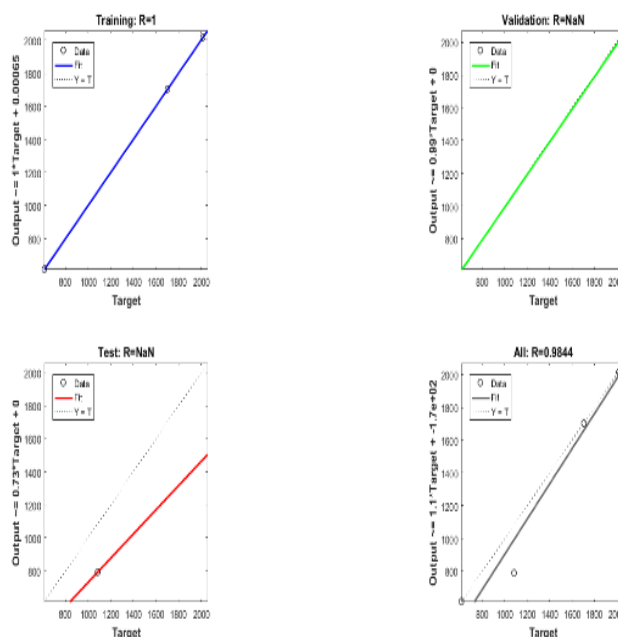 Training: R=1
Data
Fit
Y = T
Output ~= 1*Target + 0.00065
2000
1800
1600
1400
1200
1000
800
800 1000 1200 1400 1600 1800 2000
Target
Validation: R=NaN
Data
Fit
Y = T
Output ~= 0.99*Target + 0
2000
1800
1600
1400
1200
1000
800
800 1000 1200 1400 1600 1800 2000
Target
Test: R=NaN
Data
Fit
Y = T
Output ~= 0.73*Target + 0
2000
1800
1600
1400
1200
1000
800
800 1000 1200 1400 1600 1800 2000
Target
All: R=0.9844
Data
Fit
Y = T
Output ~= 1.1*Target + -1.7e+02
2000
1800
1600
1400
1200
1000
800
800 1000 1200 1400 1600 1800 2000
Target